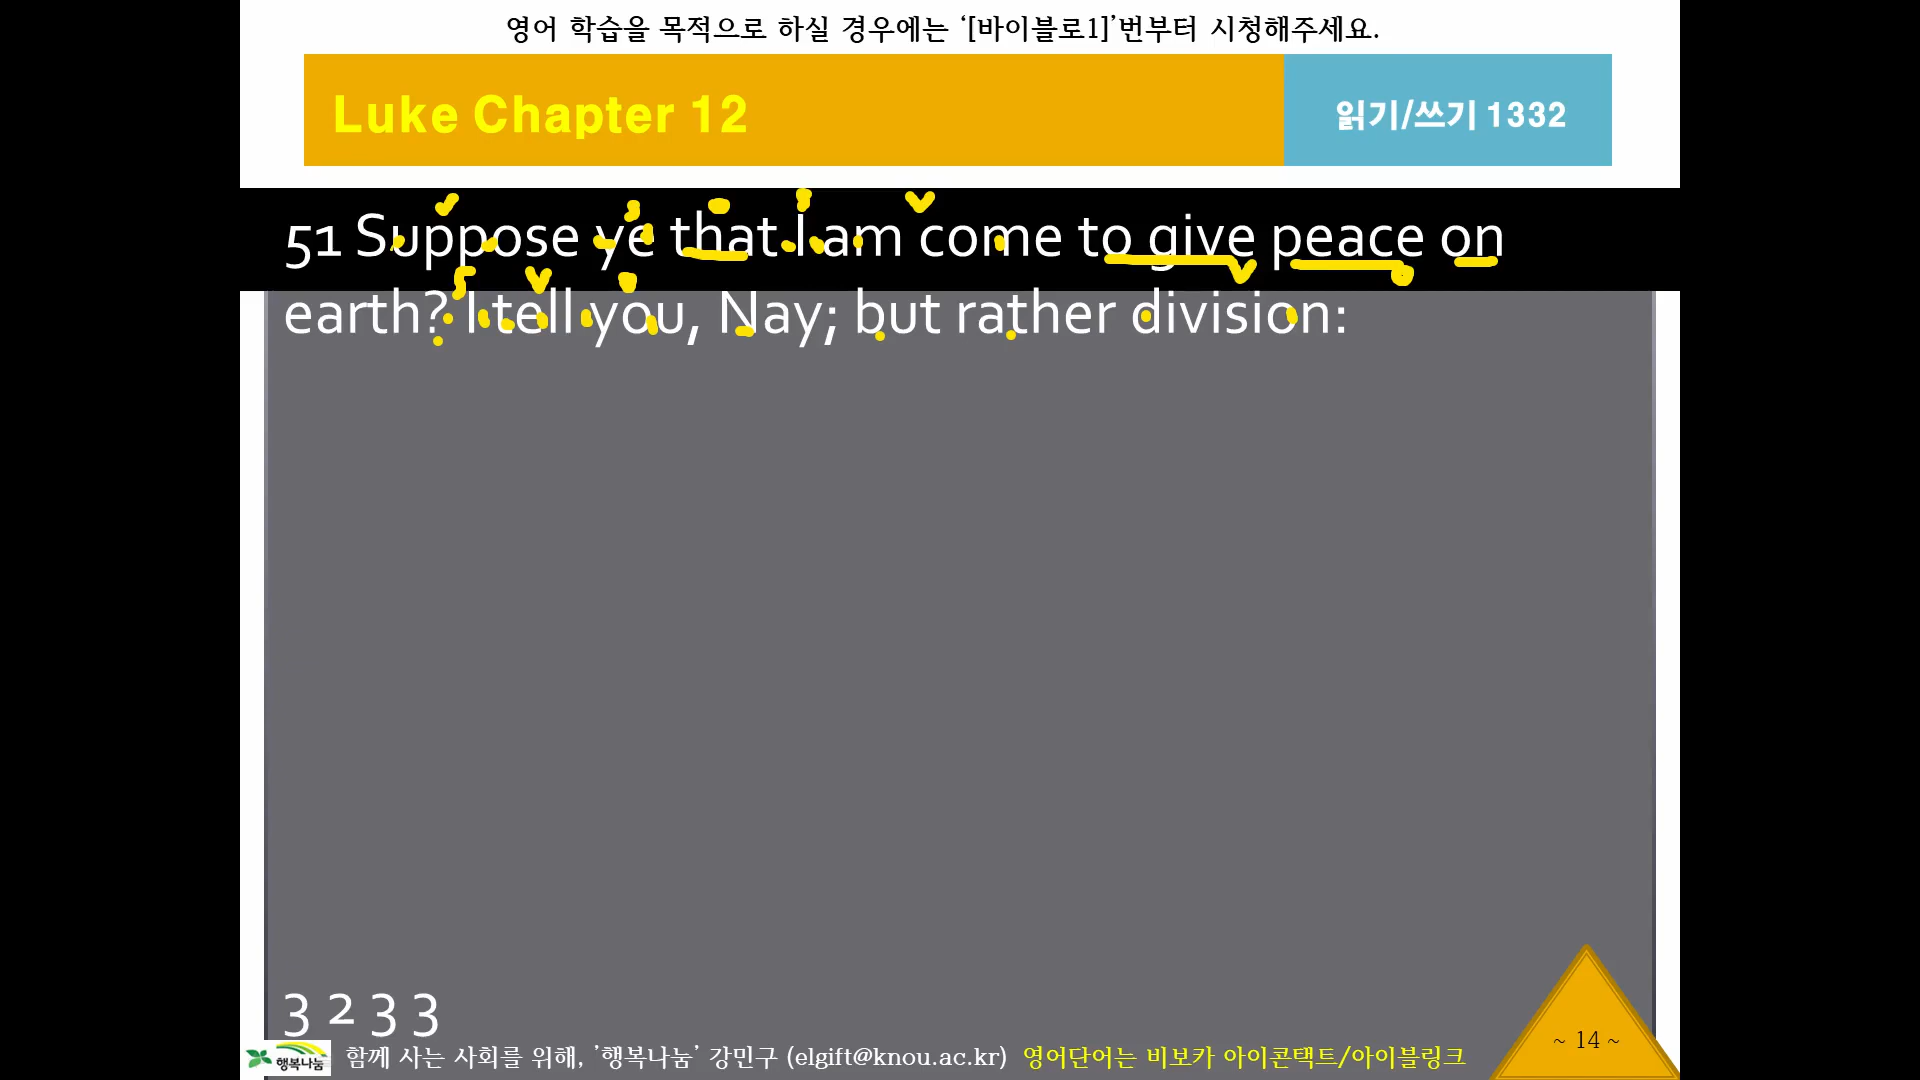 영어 학습을 목적으로 하실 경우에는 ‘[바이블로1]’번부터 시청해주세요.
Luke Chapter 12
읽기/쓰기 1332
51 Suppose ye that I am come to give peace on
earth? I tell you, Nay; but rather division:
3 2 3 3
~ 14 ~
행복나눔
함께 사는 사회를 위해, ’행복나눔’ 강민구 (elgift@knou.ac.kr) 영어단어는 비보카 아이콘택트/아이블링크